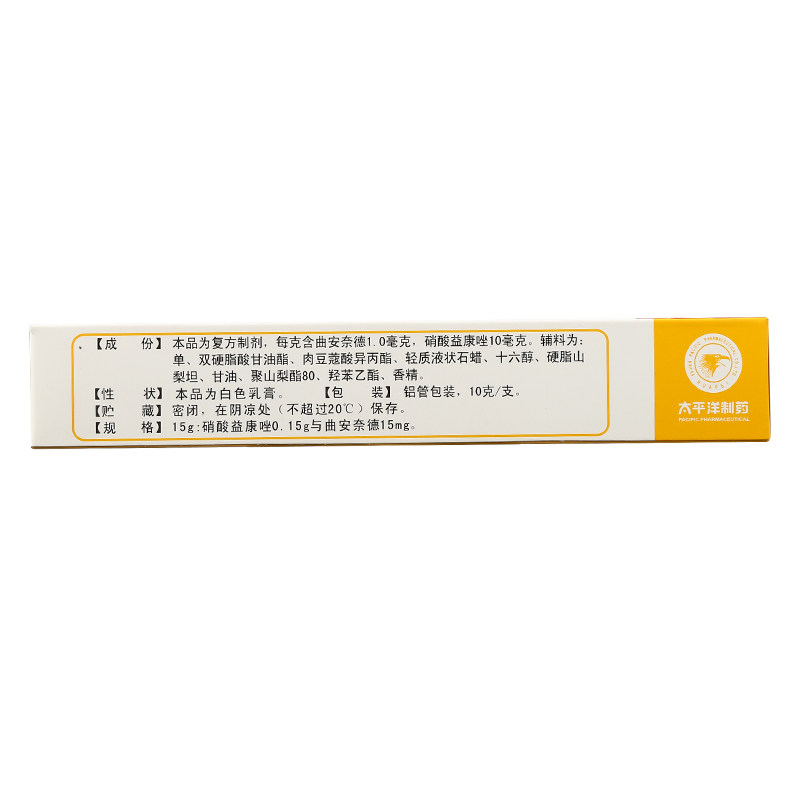 【成 份】本品为复方制剂，每克含曲安奈德1.0毫克，硝酸益康唑10毫克。辅料为：
单、双硬脂酸甘油酯、肉豆蔻酸异丙酯、轻质液状石蜡、十六醇、硬脂山
梨坦、甘油、聚山梨酯80、羟苯乙酯、香精。
【性 状】本品为白色乳膏。 【包 装】铝管包装，10克/支。
【贮 藏】密闭，在阴凉处（不超过20℃）保存。
【规 格】15g:硝酸益康唑0.15g与曲安奈德15mg。
太平洋制药
PACIFIC PHARMACEUTICAL